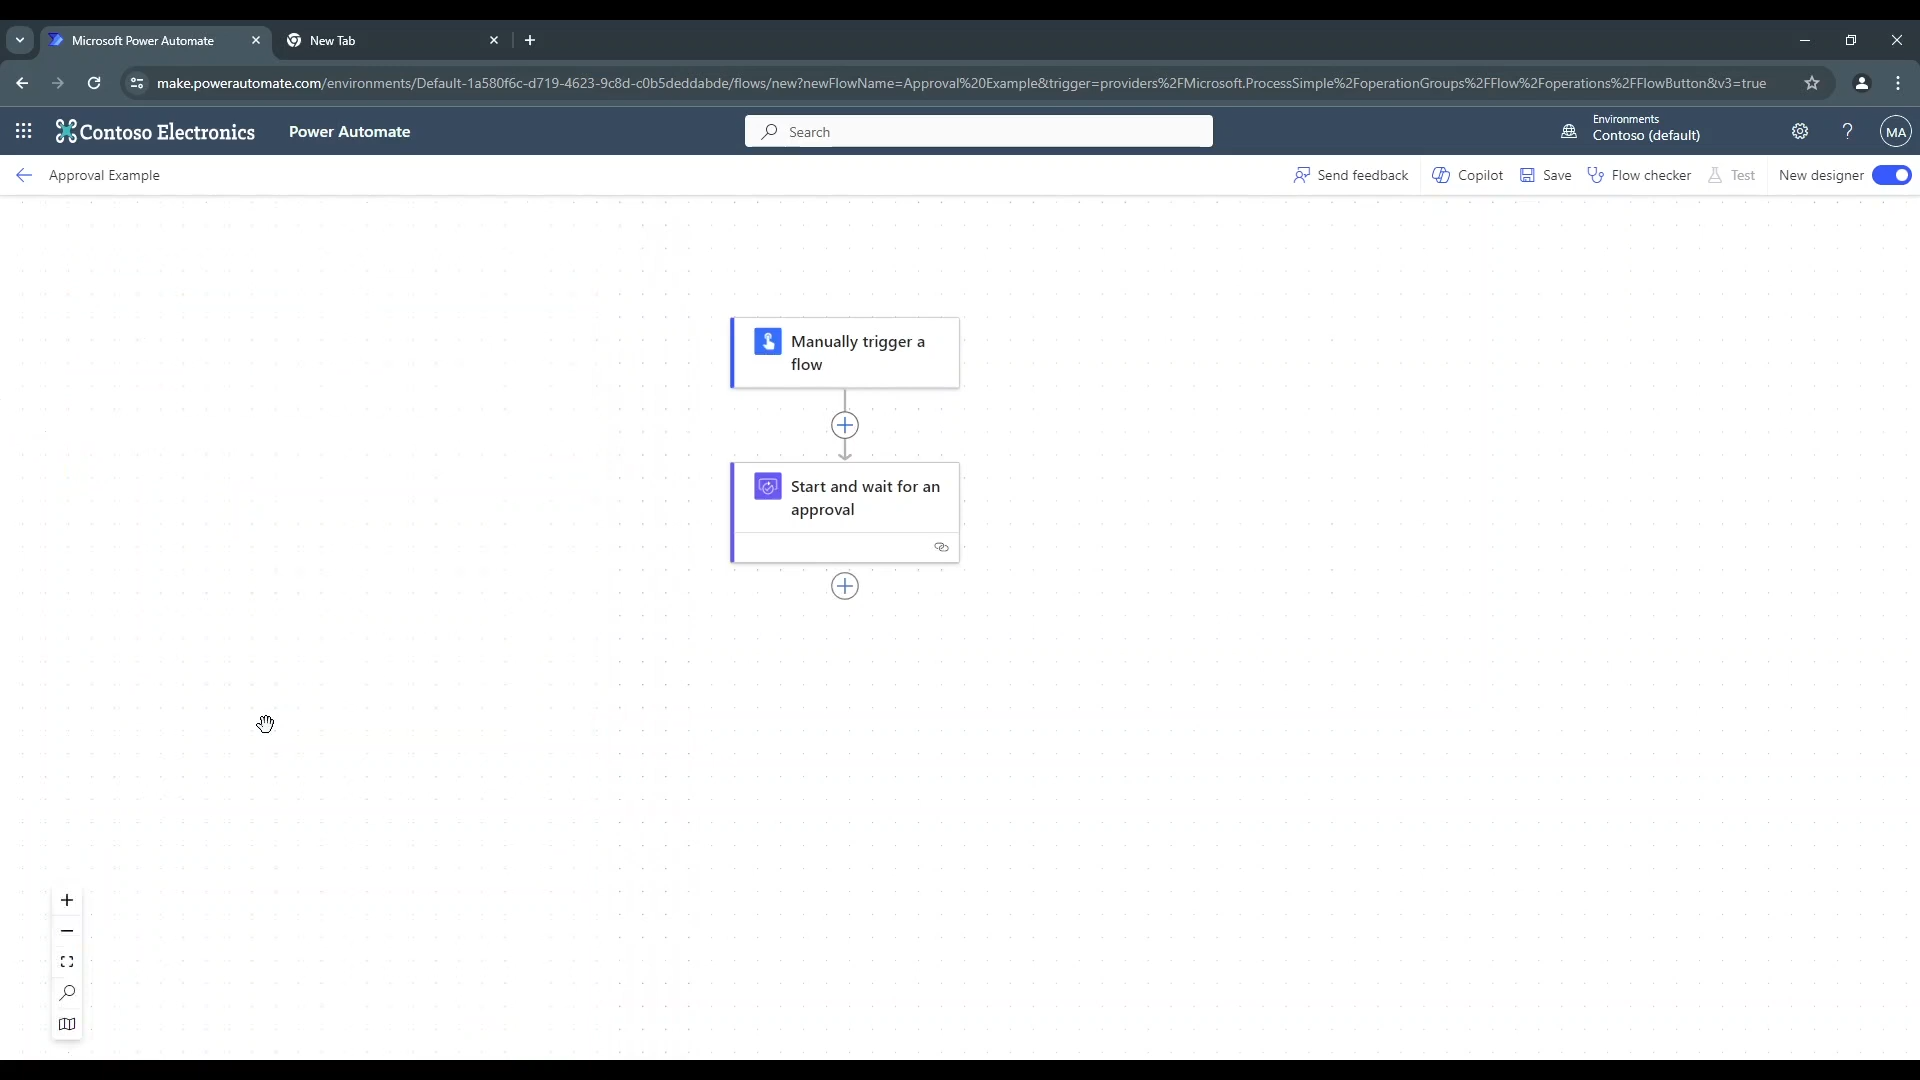 Microsoft Power Automate
New Tab
make.powerautomate.com/environments/Default-1a580f6c-d719-4623-9c8d-c0b5deddabde/flows/new?newFlowName=Approval%20Example&trigger=providers%2FMicrosoft.ProcessSimple%2FoperationGroups%2FFlow%2Foperations%2FFlowButton&v3=true
Contoso Electronics
Power Automate
Search
Environments
Contoso (default)
?
MA
Approval Example
Send feedback
Copilot
Save
Flow checker
Test
New designer
Manually trigger a
flow
Start and wait for an
approval